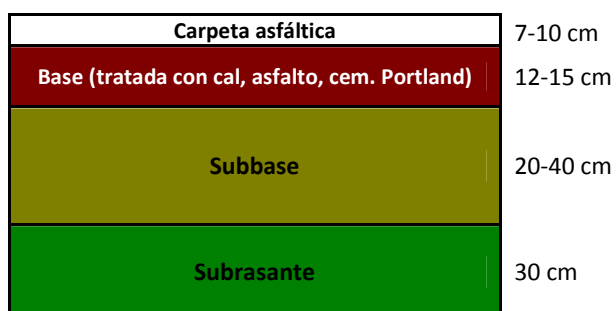 Carpeta asfáltica 7-10 cm
Base (tratada con cal, asfalto, cem. Portland) 12-15 cm
Subbase 20-40 cm
Subrasante 30 cm